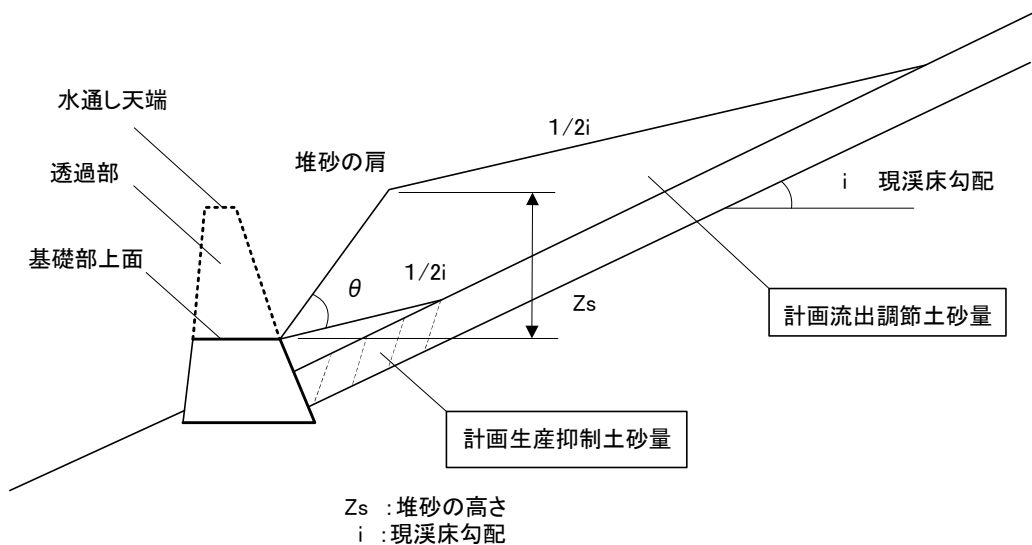 水通し天端
透過部
基礎部上面
堆砂の肩
1/2i
i 現渓床勾配
θ
1/2i
Zs
計画流出調節土砂量
計画生産抑制土砂量
Zs :堆砂の高さ
i :現渓床勾配